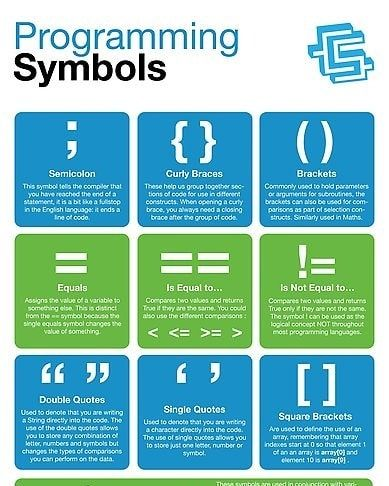 Programming
Symbols
;
Semicolon
This symbol tells the compiler that
you have reached the end of a
statement, it is a bit like a fullstop
in the English language: it ends a
line of code.
{ }
Curly Braces
These help us group together sec-
tions of code for use in different
constructs. When opening a curly
brace, you always need a closing
brace after the group of code.
( )
Brackets
Commonly used to hold parameters
or arguments for subroutines, the
brackets can also be used for com-
parisons as part of selection con-
structs. Similarly used in Maths.
=
Equals
Assigns the value of a variable to
something else. This is distinct
from the == symbol because the
single equals symbol changes the
value of something.
==
Is Equal to...
Compares two values and returns
True if they are the same. You could
also use the different comparisons :
< <= >= >
!=
Is Not Equal to...
Compares two values and returns
True only if they are not the same.
The symbol ! can be used as the
logical concept NOT throughout
most programming languages.
“ ”
Double Quotes
Used to denote that you are writing
a String directly into the code. The
use of the double quotes allows
you to store any combination of
letter, numbers and symbols but
changes the types of comparisons
you can perform on the data.
‘ ’
Single Quotes
Used to denote that you are writing
a character directly into the code.
The use of single quotes allows you
to store just one letter, number or
symbol.
[ ]
Square Brackets
Are used to define the use of an
array, remembering that array
indexes start at 0 so that element 1
of an an array is array[0] and
element 10 is array[9] .
These symbols are used in conjunction with vari-